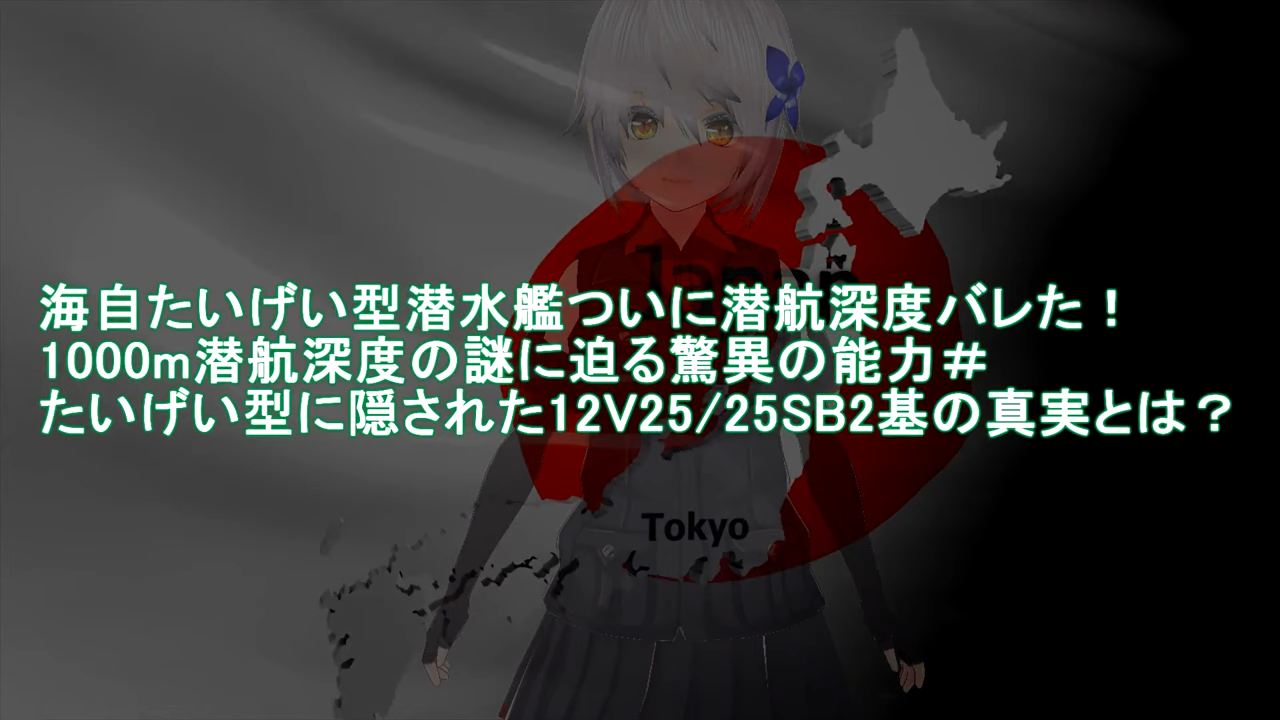 Japan
海自たいげい型潜水艦ついに潜航深度バレた！
1000m潜航深度の謎に迫る驚異の能力＃
たいげい型に隠された12V25/25SB2基の真実とは？
Tokyo